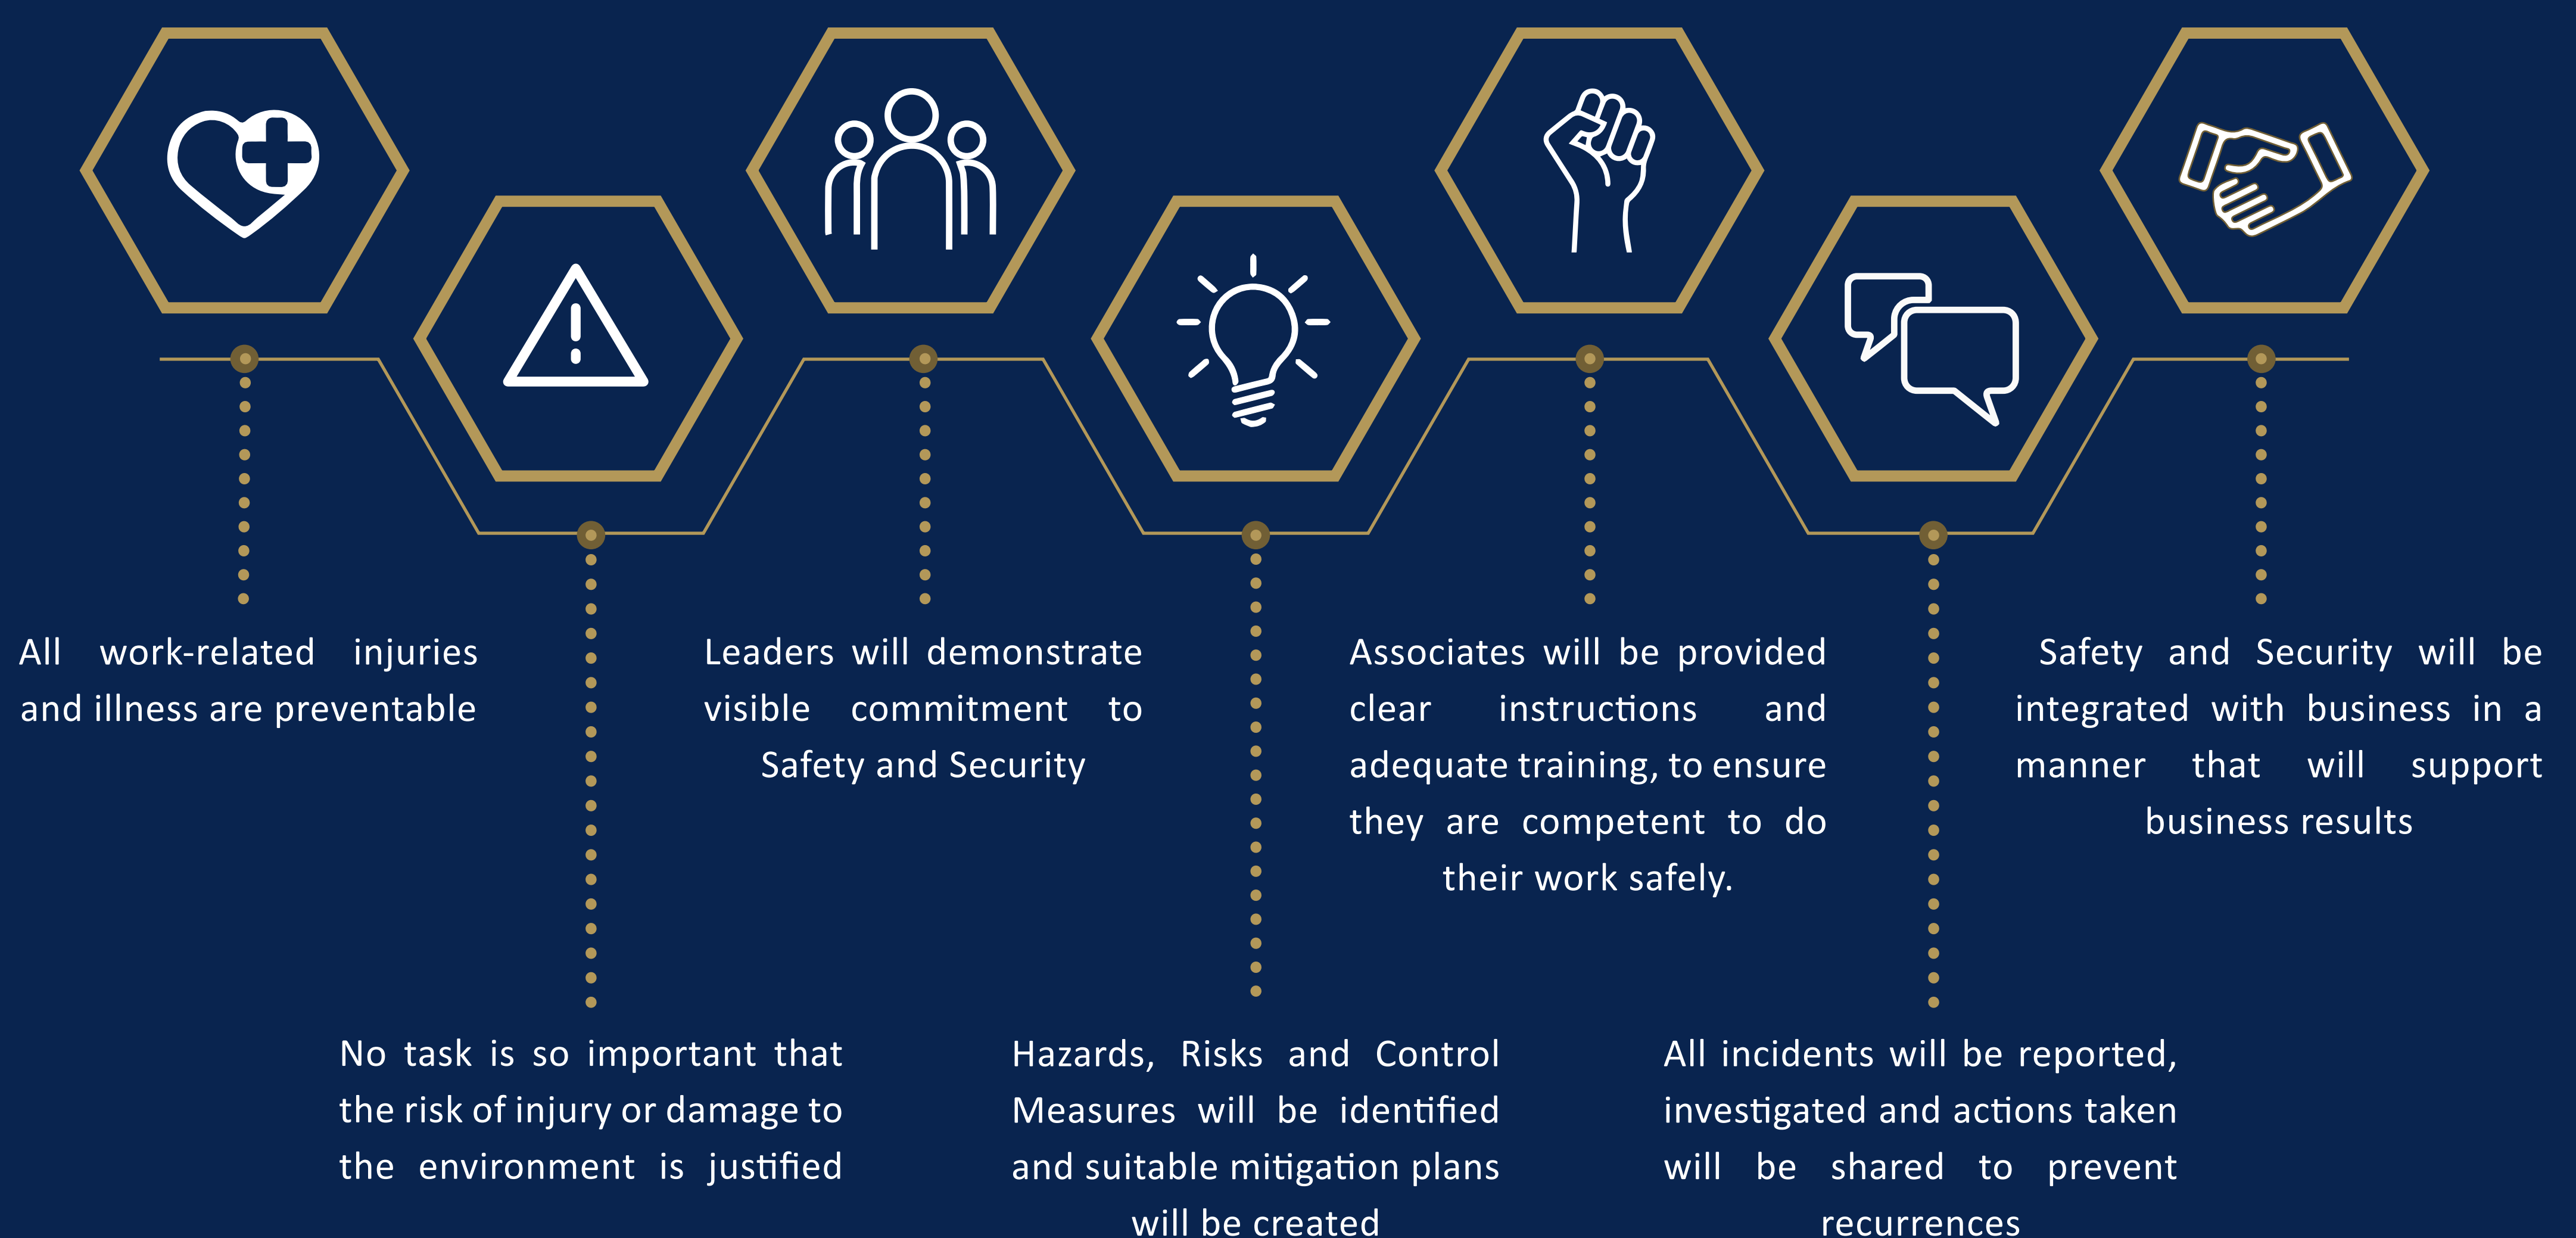 All work-related injuries
and illness are preventable
No task is so important that
the risk of injury or damage to
the environment is justified
Leaders will demonstrate
visible commitment to
Safety and Security
Hazards, Risks and Control
Measures will be identified
and suitable mitigation plans
will be created
Associates will be provided
clear instructions and
adequate training, to ensure
they are competent to do
their work safely.
All incidents will be reported,
investigated and actions taken
will be shared to prevent
recurrences
Safety and Security will be
integrated with business in a
manner that will support
business results